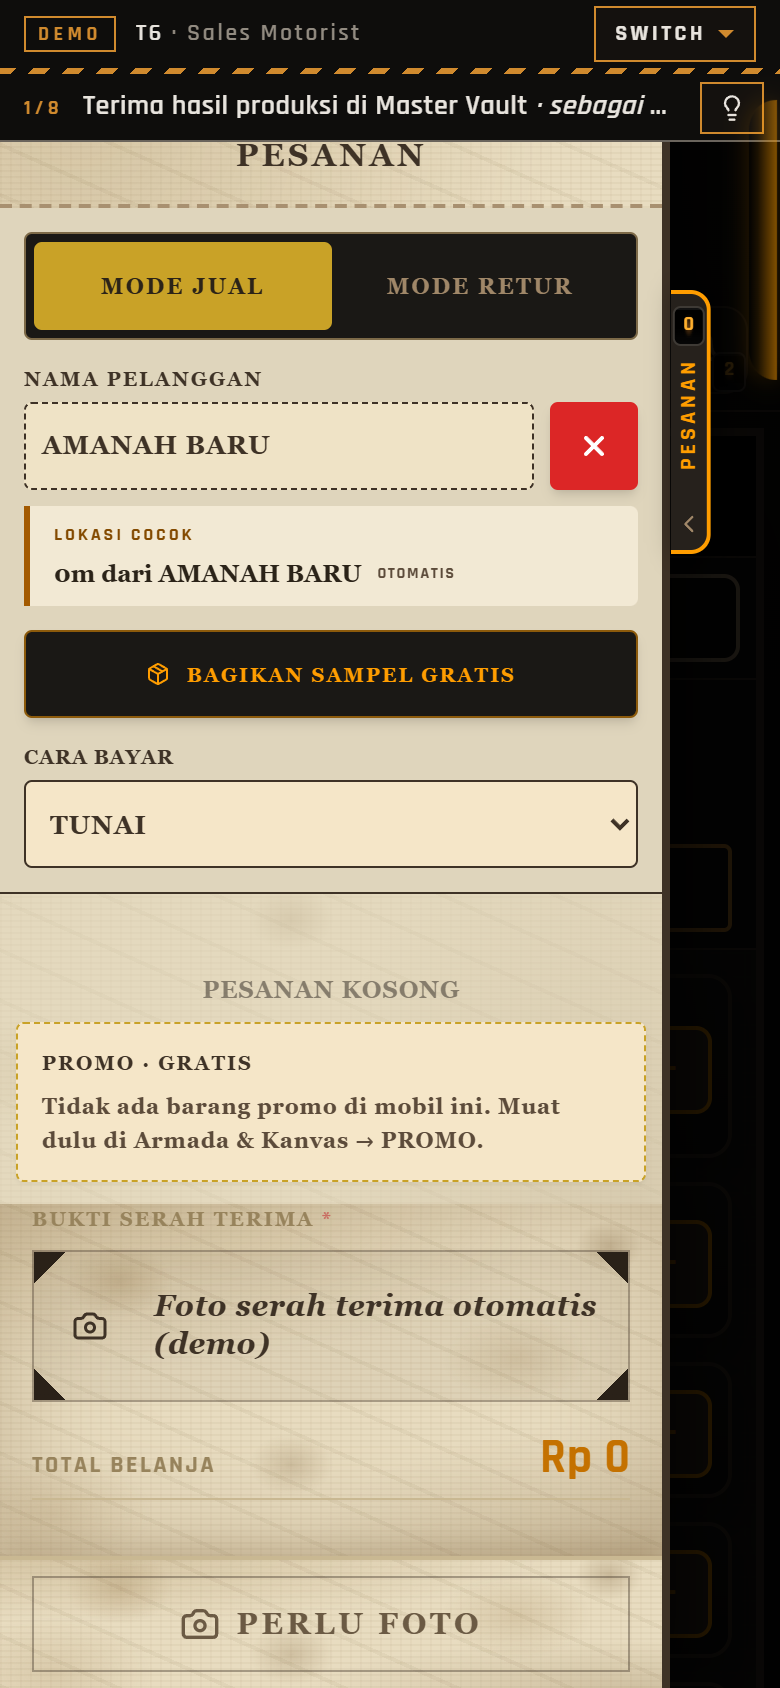 DEMO T6 · Sales Motorist SWITCH
1/8 Terima hasil produksi di Master Vault · sebagai ...
PESANAN
MODE JUAL MODE RETUR
NAMA PELANGGAN
AMANAH BARU
LOKASI COCOK
om dari AMANAH BARU OTOMATIS
BAGIKAN SAMPEL GRATIS
CARA BAYAR
TUNAI
PESANAN KOSONG
PROMO · GRATIS
Tidak ada barang promo di mobil ini. Muat
dulu di Armada & Kanvas → PROMO.
BUKTI SERAH TERIMA *
Foto serah terima otomatis
(demo)
TOTAL BELANJA Rp 0
PERLU FOTO
0
PESANAN
2